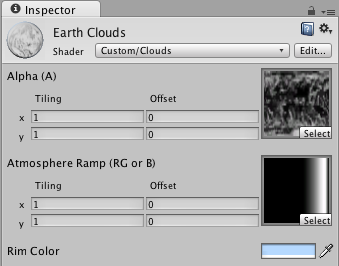 Inspector
Earth Clouds
Shader Custom/Clouds Edit...
Alpha (A)
Tiling Offset
x 1 0
y 1 0
Select
Atmosphere Ramp (RG or B)
Tiling Offset
x 1 0
y 1 0
Select
Rim Color